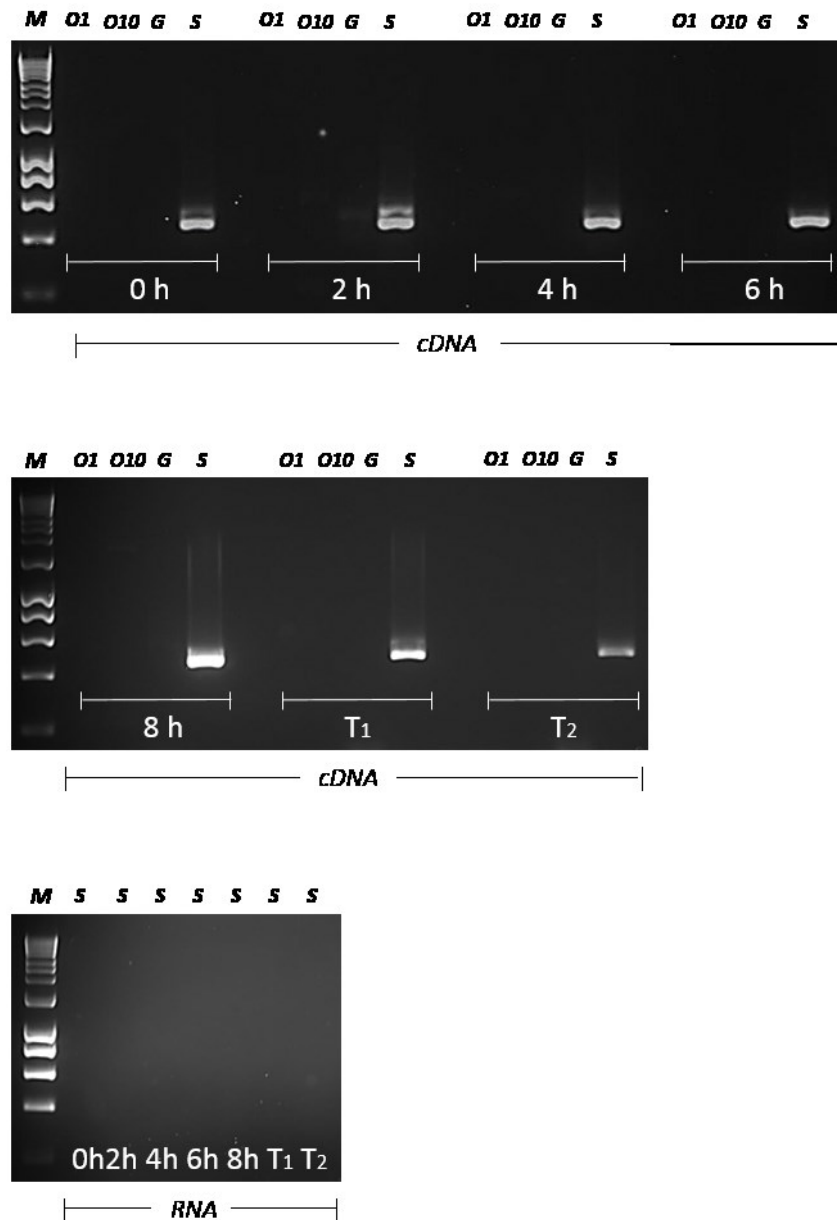 M O1 O10 G S O1 O10 G S O1 O10 G S O1 O10 G S
0 h 2 h 4 h 6 h
cDNA
M O1 O10 G S O1 O10 G S O1 O10 G S
8 h T1 T2
cDNA
M S S S S S S S
0h2h 4h 6h 8h T1 T2
RNA